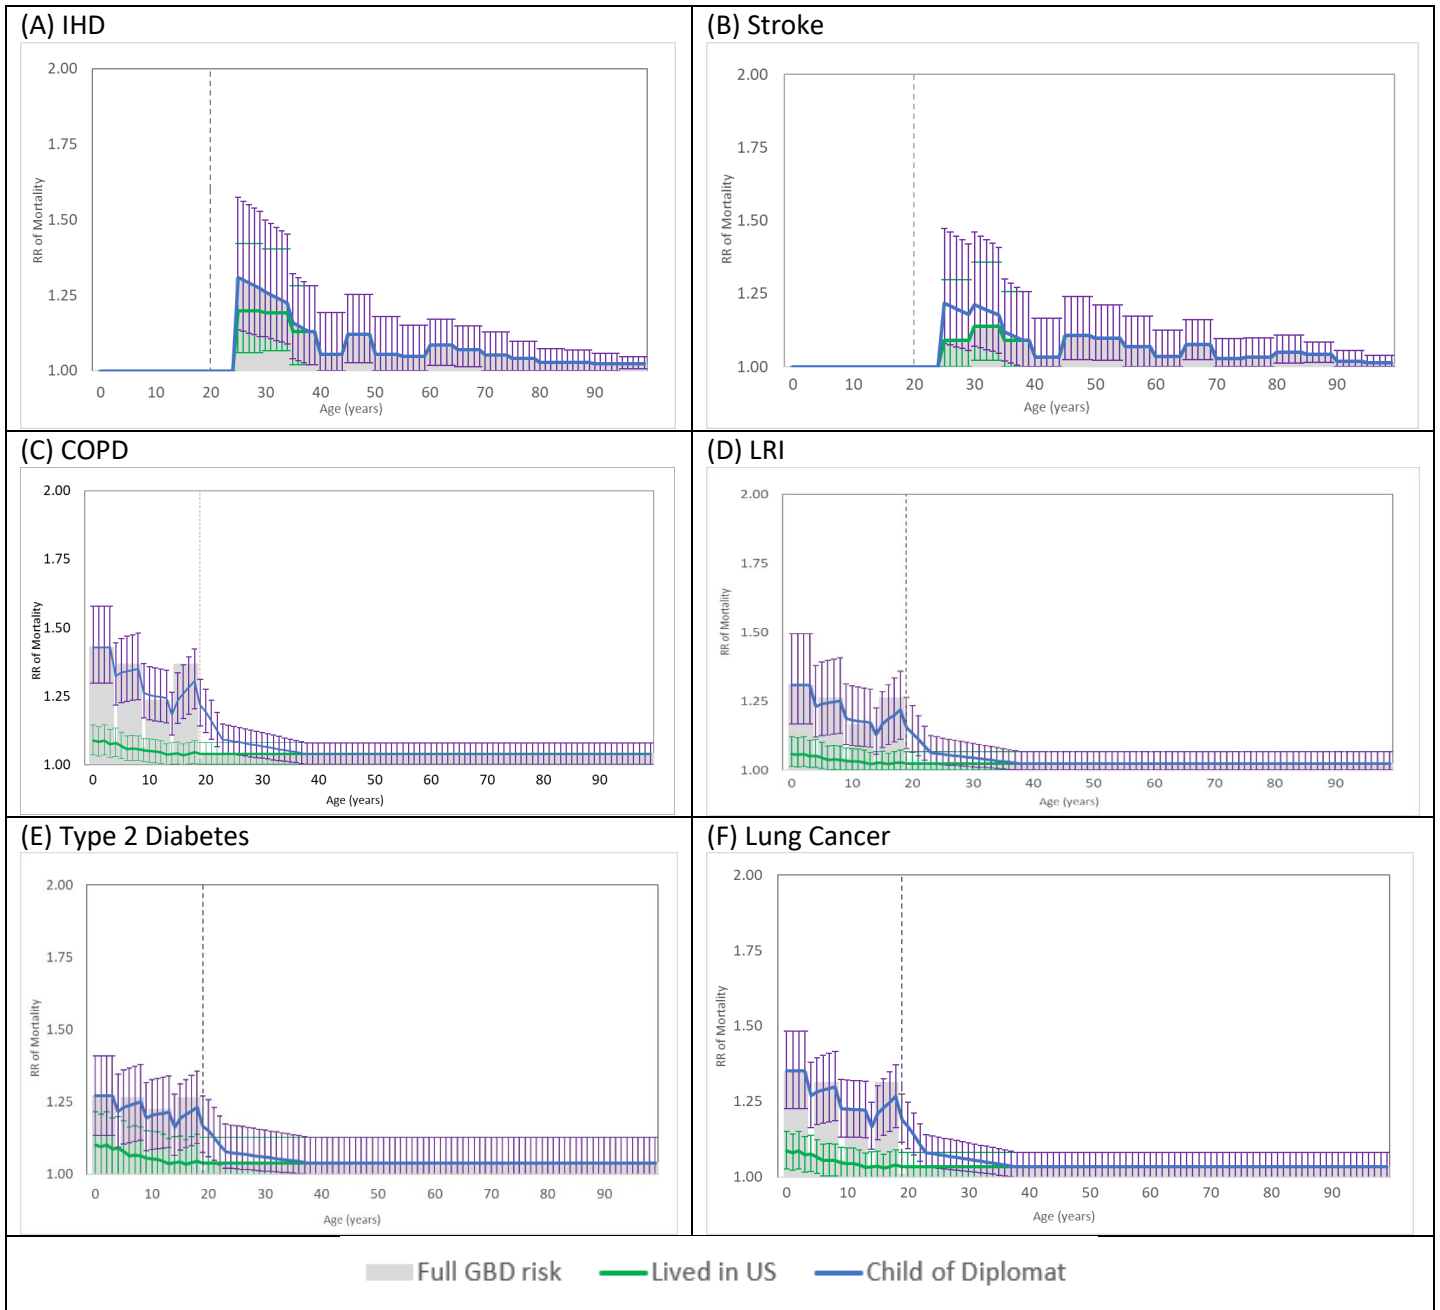 (A) IHD
2.00
1.75
1.50
1.25
1.00
RR of Mortality
0 10 20 30 40 50 60 70 80 90
Age (years)
(B) Stroke
2.00
1.75
1.50
1.25
1.00
RR of Mortality
0 10 20 30 40 50 60 70 80 90
Age (years)
(C) COPD
2.00
1.75
1.50
1.25
1.00
RR of Mortality
0 10 20 30 40 50 60 70 80 90
Age (years)
(D) LRI
2.00
1.75
1.50
1.25
1.00
RR of Mortality
0 10 20 30 40 50 60 70 80 90
Age (years)
(E) Type 2 Diabetes
2.00
1.75
1.50
1.25
1.00
RR of Mortality
0 10 20 30 40 50 60 70 80 90
Age (years)
(F) Lung Cancer
2.00
1.75
1.50
1.25
1.00
RR of Mortality
0 10 20 30 40 50 60 70 80 90
Age (years)
Full GBD risk Lived in US Child of Diplomat